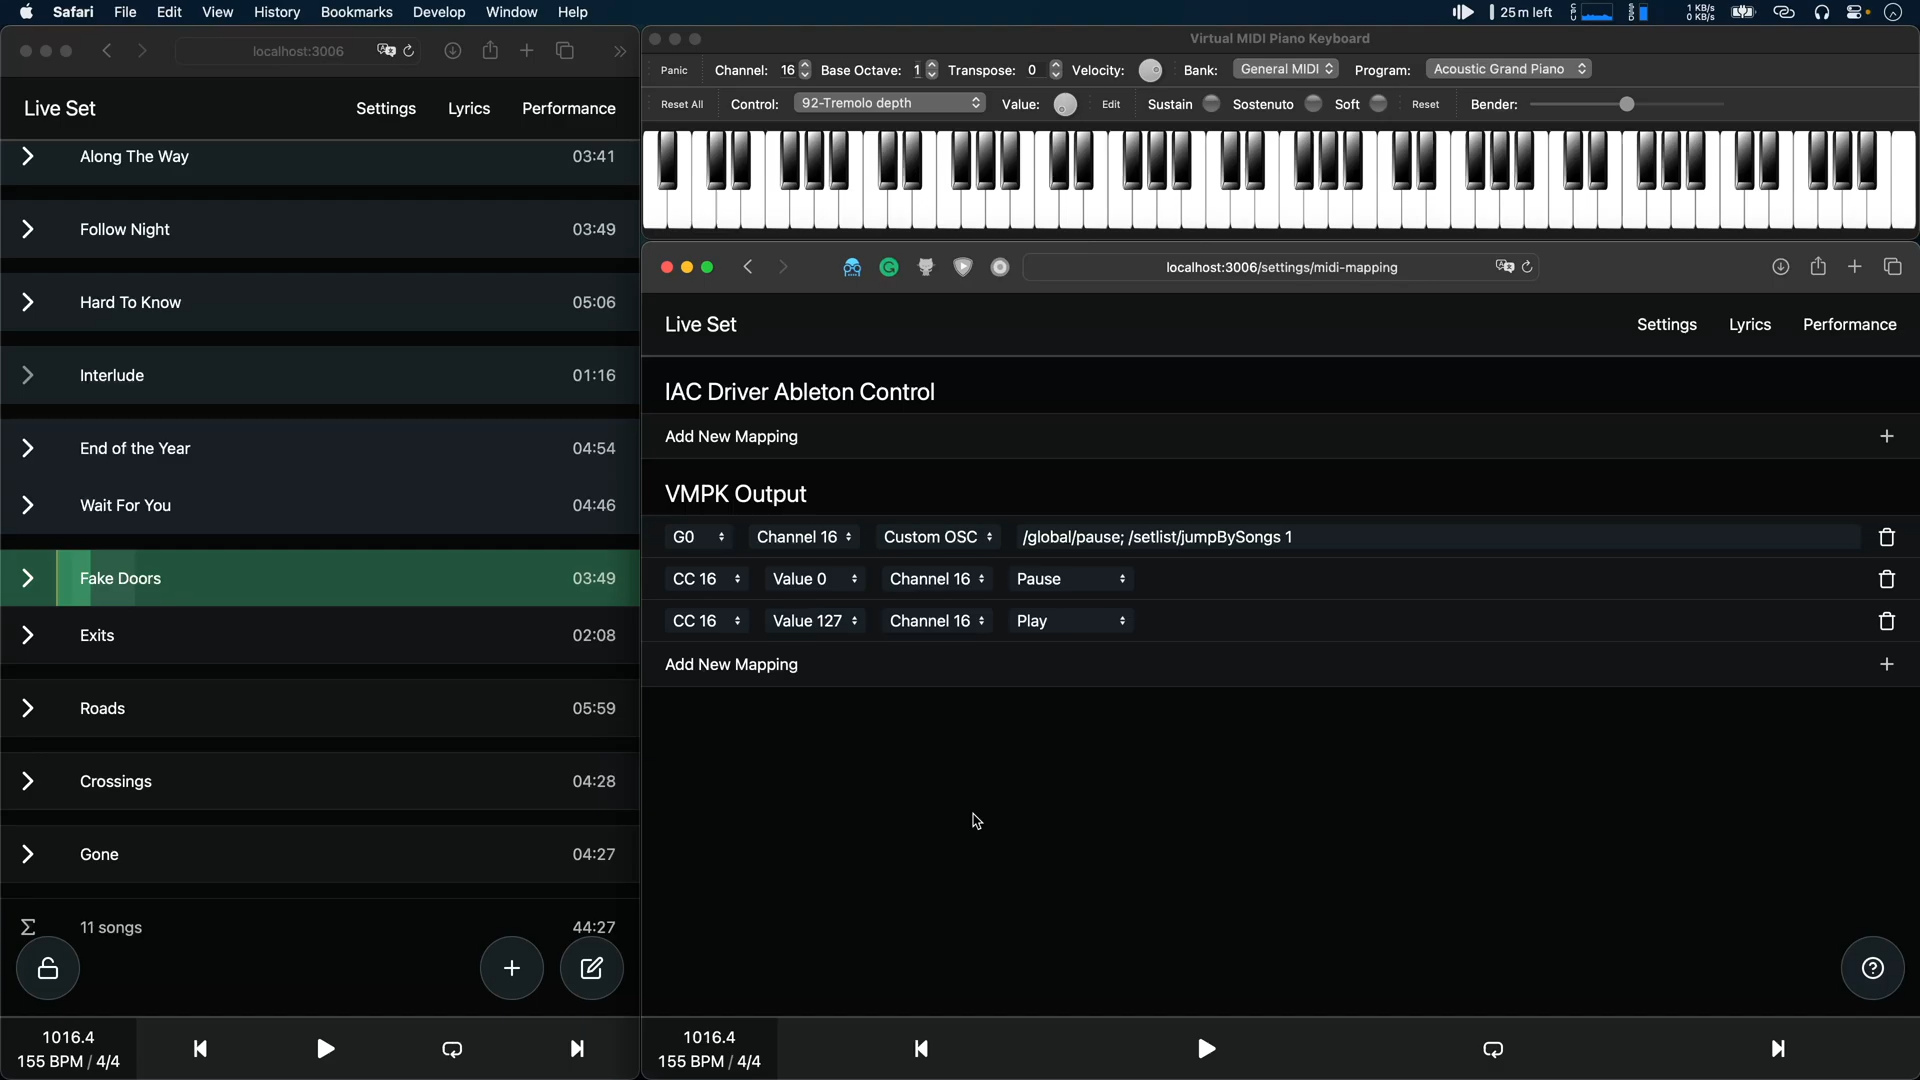 Safari File Edit View History Bookmarks Develop Window Help
25m left
1 KB/s
0 KB/s
localhost:3006
Live Set
Settings Lyrics Performance
Along The Way 03:41
Follow Night 03:49
Hard To Know 05:06
Interlude 01:16
End of the Year 04:54
Wait For You 04:46
Fake Doors 03:49
Exits 02:08
Roads 05:59
Crossings 04:28
Gone 04:27
Σ 11 songs 44:27
1016.4
155 BPM / 4/4
Virtual MIDI Piano Keyboard
Panic Channel: 16 Base Octave: 1 Transpose: 0 Velocity: Bank: General MIDI Program: Acoustic Grand Piano
Reset All Control: 92-Tremolo depth Value: Edit Sustain Sostenuto Soft Reset Bender:
localhost:3006/settings/midi-mapping
Live Set
Settings Lyrics Performance
IAC Driver Ableton Control
Add New Mapping
VMPK Output
G0 Channel 16 Custom OSC /global/pause; /setlist/jumpBySongs 1
CC 16 Value 0 Channel 16 Pause
CC 16 Value 127 Channel 16 Play
Add New Mapping
1016.4
155 BPM / 4/4